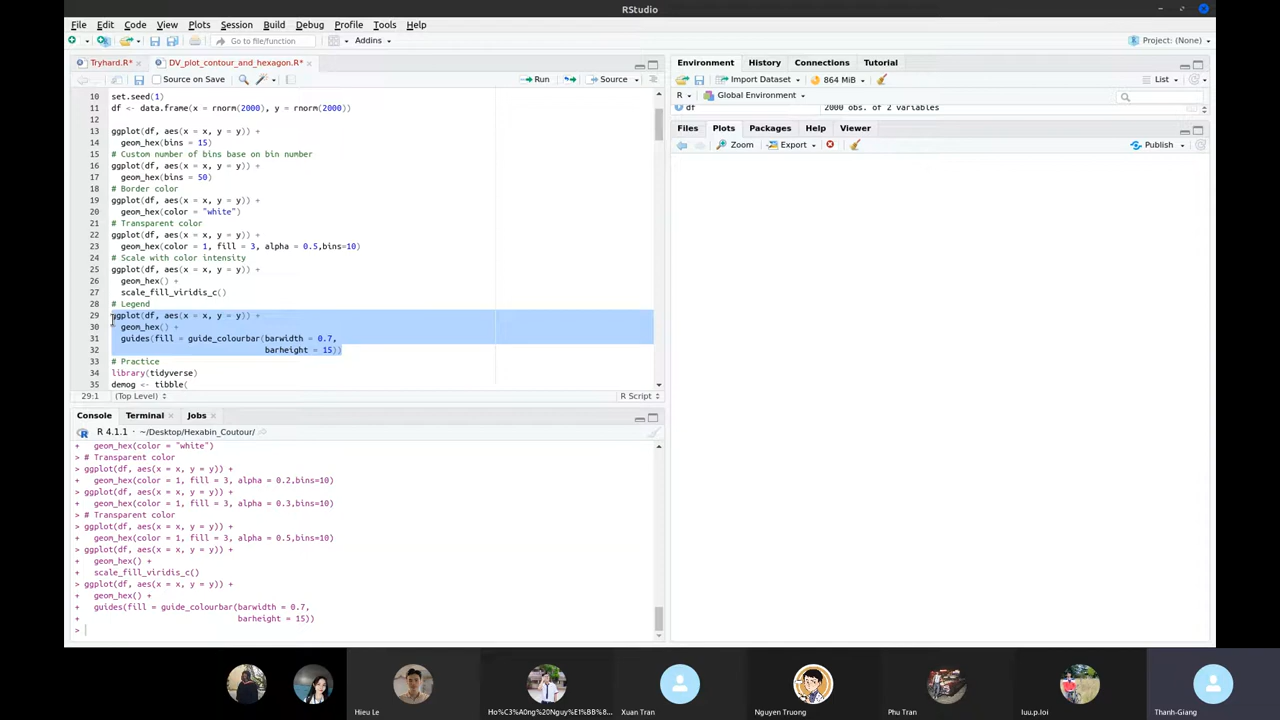 RStudio
File Edit Code View Plots Session Build Debug Profile Tools Help
Go to file/function Addins Project: (None)
Tryhard.R* DV_plot_contour_and_hexagon.R*
Source on Save Run Source
10 set.seed(1)
11 df <- data.frame(x = rnorm(2000), y = rnorm(2000))
12
13 ggplot(df, aes(x = x, y = y)) +
14 geom_hex(bins = 15)
15 # Custom number of bins base on bin number
16 ggplot(df, aes(x = x, y = y)) +
17 geom_hex(bins = 50)
18 # Border color
19 ggplot(df, aes(x = x, y = y)) +
20 geom_hex(color = "white")
21 # Transparent color
22 ggplot(df, aes(x = x, y = y)) +
23 geom_hex(color = 1, fill = 3, alpha = 0.5,bins=10)
24 # Scale with color intensity
25 ggplot(df, aes(x = x, y = y)) +
26 geom_hex() +
27 scale_fill_viridis_c()
28 # Legend
29 ggplot(df, aes(x = x, y = y)) +
30 geom_hex() +
31 guides(fill = guide_colourbar(barwidth = 0.7,
32 barheight = 15))
33 # Practice
34 library(tidyverse)
35 demog <- tibble(
29:1 (Top Level) R Script
Console Terminal Jobs
R 4.1.1 · ~/Desktop/Hexabin_Coutour/
+ geom_hex(color = "white")
> # Transparent color
> ggplot(df, aes(x = x, y = y)) +
+ geom_hex(color = 1, fill = 3, alpha = 0.2,bins=10)
> ggplot(df, aes(x = x, y = y)) +
+ geom_hex(color = 1, fill = 3, alpha = 0.3,bins=10)
> # Transparent color
> ggplot(df, aes(x = x, y = y)) +
+ geom_hex(color = 1, fill = 3, alpha = 0.5,bins=10)
> ggplot(df, aes(x = x, y = y)) +
+ geom_hex() +
+ scale_fill_viridis_c()
> ggplot(df, aes(x = x, y = y)) +
+ geom_hex() +
+ guides(fill = guide_colourbar(barwidth = 0.7,
+ barheight = 15))
>
Environment History Connections Tutorial
Import Dataset 864 MiB List
R Global Environment
df 2000 obs. of 2 variables
Files Plots Packages Help Viewer
Zoom Export Publish
Hieu Le Ho%C3%A0ng%20Nguy%E1%BB%8... Xuan Tran Nguyen Truong Phu Tran luu.p.loi Thanh-Giang